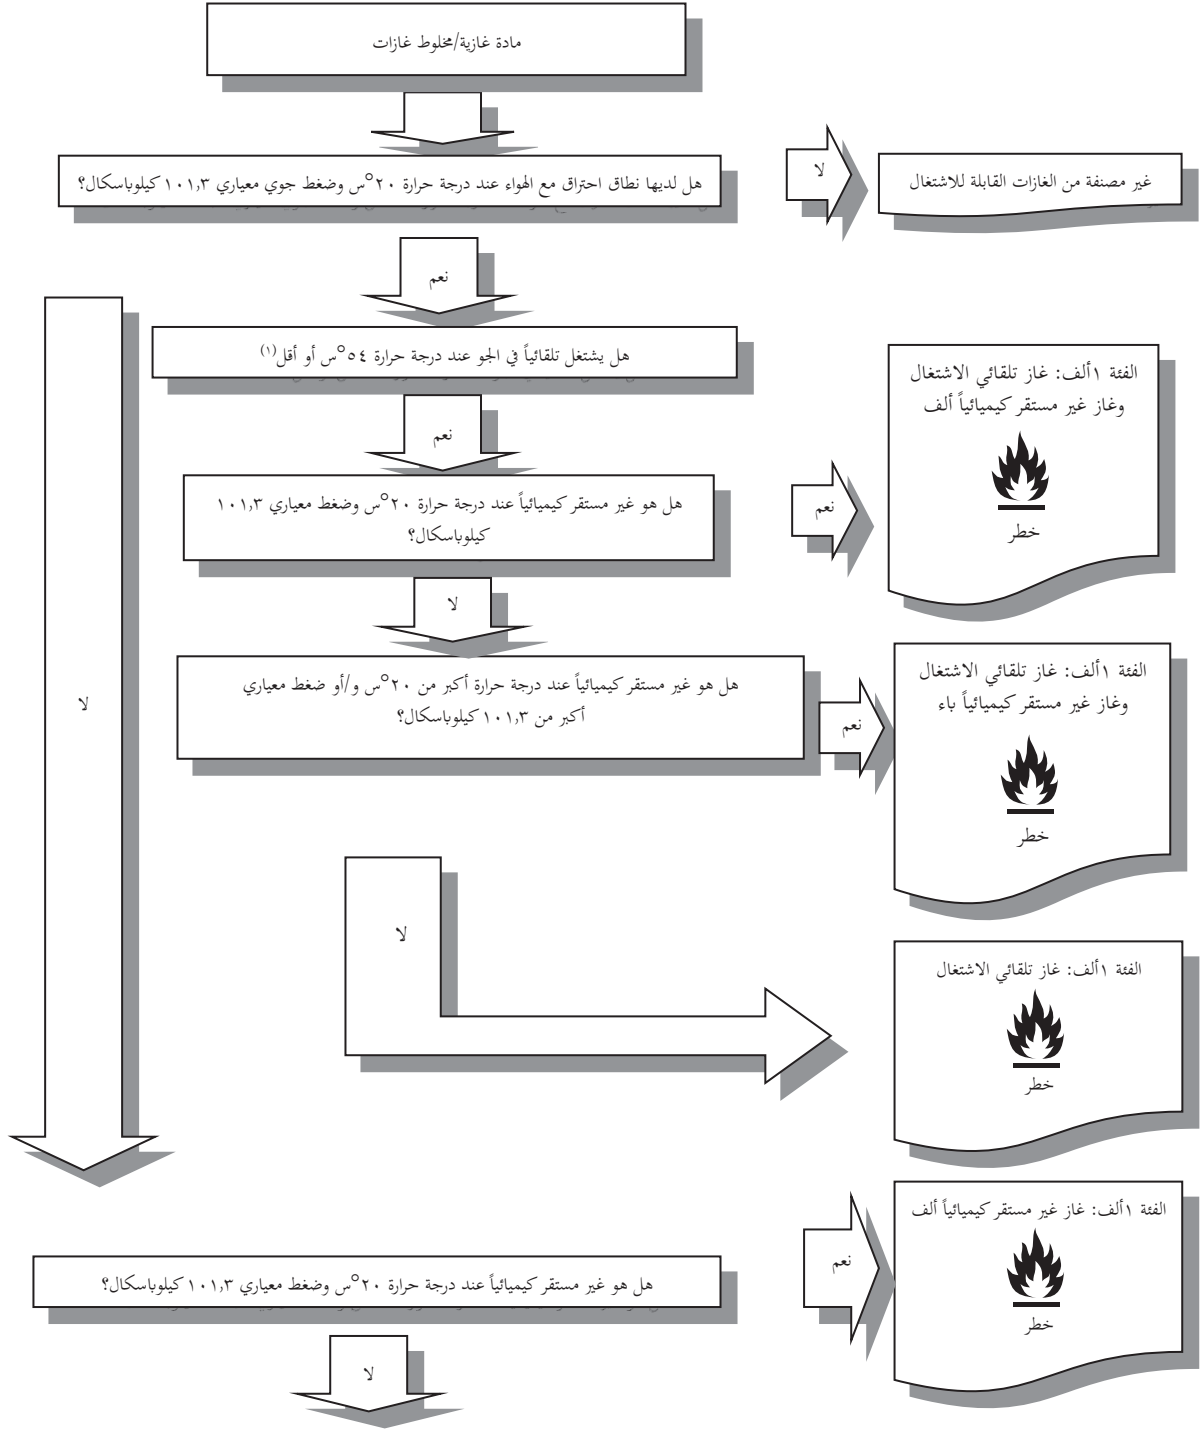 مادة غازية/مخلوط غازات
هل لديها نطاق احتراق مع الهواء عند درجة حرارة ٢٠°س وضغط جوي معياري ١٠١,٣ كيلوباسكال؟
لا
غير مصنفة من الغازات القابلة للاشتغال
نعم
هل يشتغل تلقائياً في الجو عند درجة حرارة ٥٤°س أو أقل(١)
نعم
هل هو غير مستقر كيميائياً عند درجة حرارة ٢٠°س وضغط معياري ١٠١,٣
كيلوباسكال؟
نعم
الفئة ١ألف: غاز تلقائي الاشتغال
وغاز غير مستقر كيميائياً ألف
خطر
لا
هل هو غير مستقر كيميائياً عند درجة حرارة أكبر من ٢٠°س و/أو ضغط معياري
أكبر من ١٠١,٣ كيلوباسكال؟
نعم
الفئة ١ألف: غاز تلقائي الاشتغال
وغاز غير مستقر كيميائياً باء
خطر
لا
لا
الفئة ١ألف: غاز تلقائي الاشتغال
خطر
هل هو غير مستقر كيميائياً عند درجة حرارة ٢٠°س وضغط معياري ١٠١,٣ كيلوباسكال؟
نعم
الفئة ١ألف: غاز غير مستقر كيميائياً ألف
خطر
لا